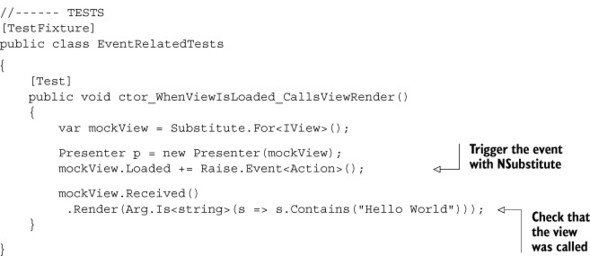 //------ TESTS
[TestFixture]
public class EventRelatedTests
{
[Test]
public void ctor_WhenViewIsLoaded_CallsViewRender()
{
var mockView = Substitute.For<IView>();
Presenter p = new Presenter(mockView);
mockView.Loaded += Raise.Event<Action>();
Trigger the event
with NSubstitute
mockView.Received()
.Render(Arg.Is<string>(s => s.Contains("Hello World")));
Check that
the view
was called
}
}